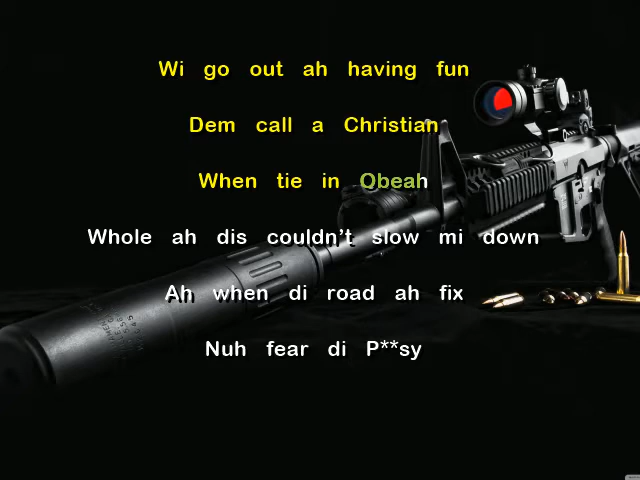 Wi go out ah having fun
Dem call a Christian
When tie in Obeah
Whole ah dis couldn't slow mi down
Ah when di road ah fix
Nuh fear di P**sy